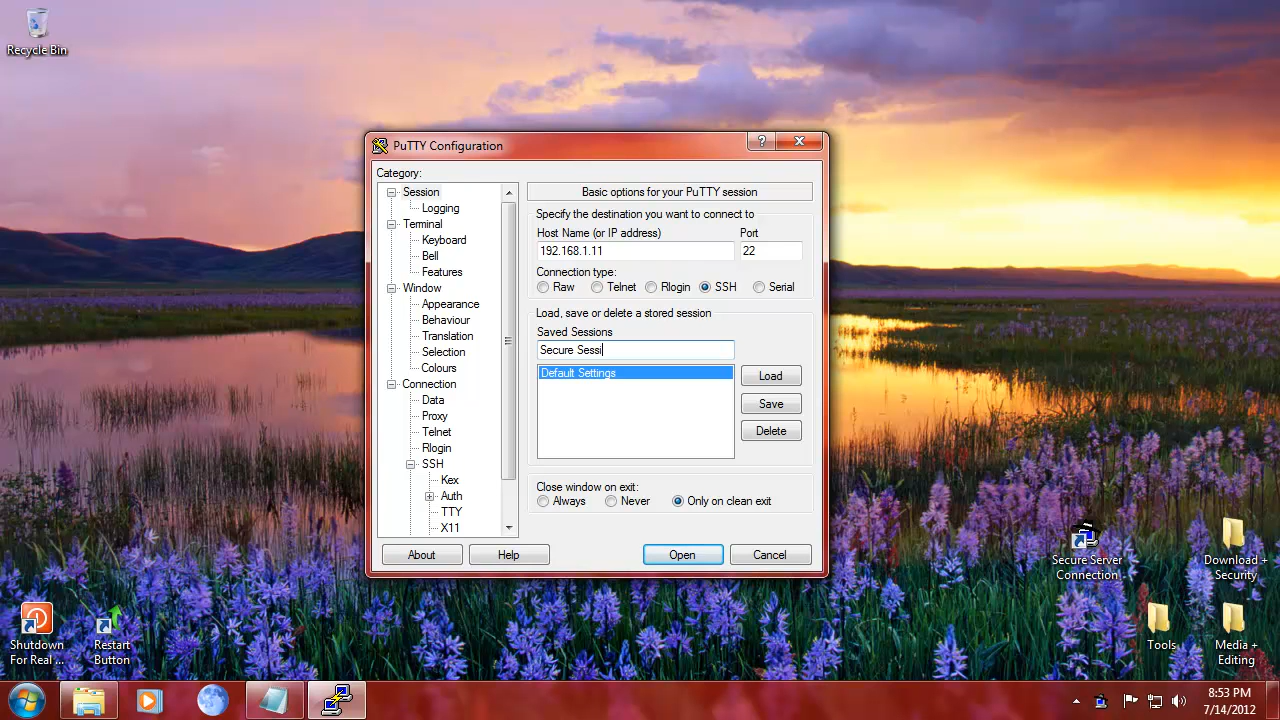 Recycle Bin
PuTTY Configuration
?
Category:
Session
Logging
Terminal
Keyboard
Bell
Features
Window
Appearance
Behaviour
Translation
Selection
Colours
Connection
Data
Proxy
Telnet
Rlogin
SSH
Kex
Auth
TTY
X11
Basic options for your PuTTY session
Specify the destination you want to connect to
Host Name (or IP address) Port
192.168.1.11 22
Connection type:
Raw Telnet Rlogin SSH Serial
Load, save or delete a stored session
Saved Sessions
Secure Sessi
Default Settings
Load
Save
Delete
Close window on exit:
Always Never Only on clean exit
About Help Open Cancel
Secure Server
Connection
Download +
Security
Shutdown
For Real ...
Restart
Button
Tools
Media +
Editing
8:53 PM
7/14/2012